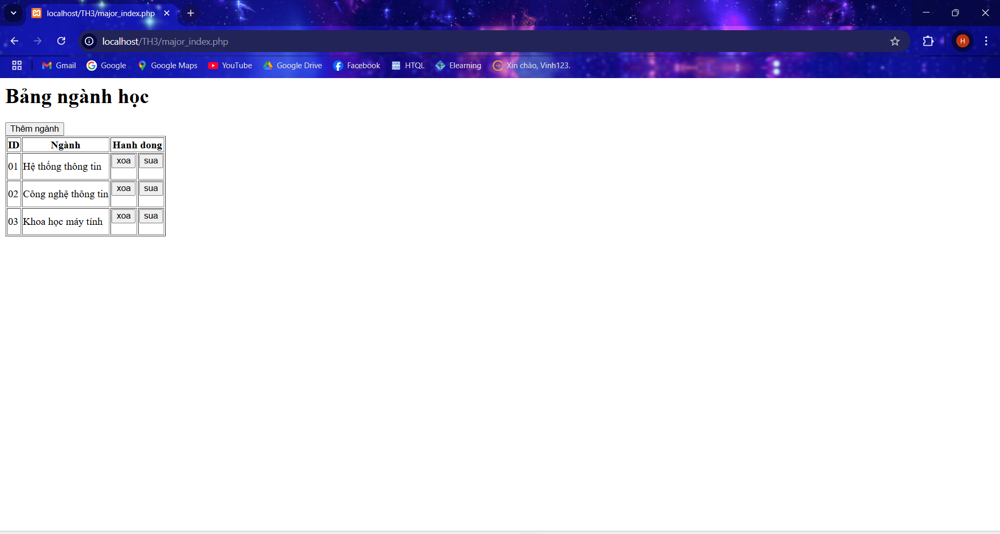 localhost/TH3/major_index.php
localhost/TH3/major_index.php
H
Gmail Google Google Maps YouTube Google Drive Facebook HTQL Elearning Xin chào, Vinh123.
Bảng ngành học
Thêm ngành
ID Ngành Hanh dong
01 Hệ thống thông tin xoa sua
02 Công nghệ thông tin xoa sua
03 Khoa học máy tính xoa sua